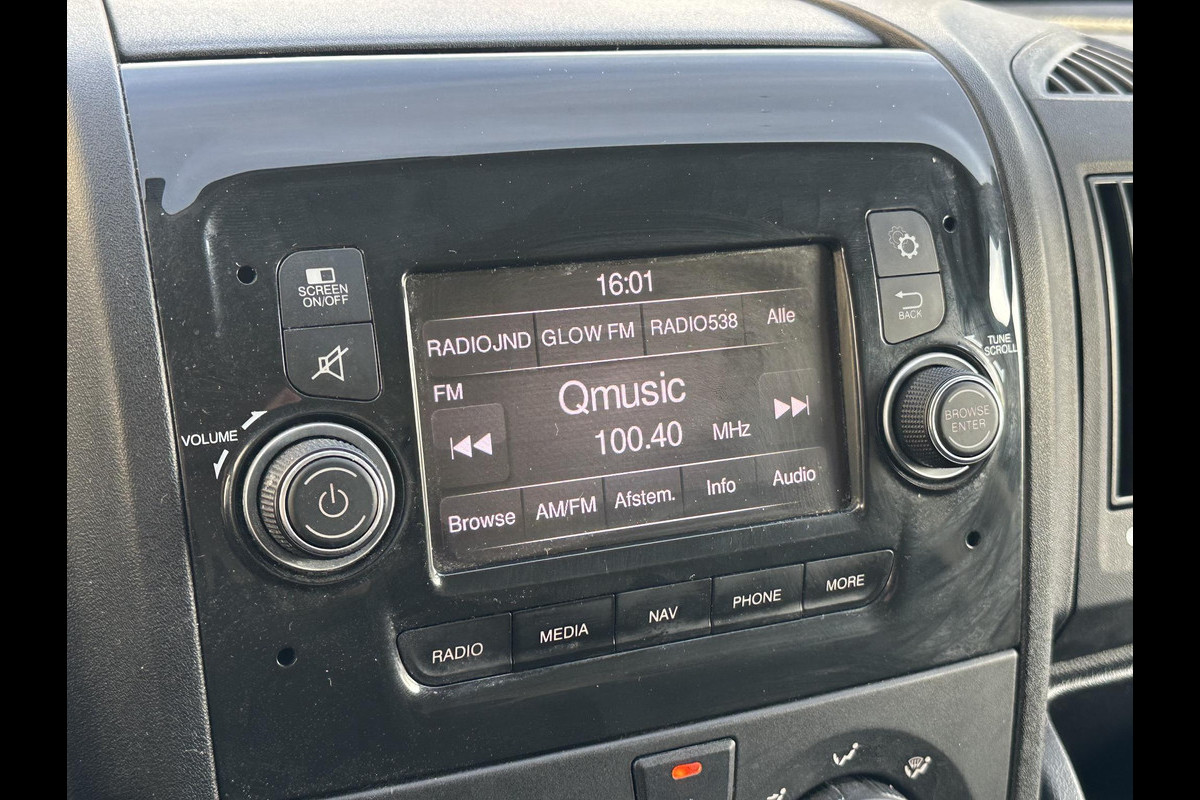 16:01
SCREEN
ON/OFF
BACK
RADIOJND GLOW FM RADIO538 Alle
TUNE
SCROLL
FM
Qmusic
100.40 MHz
VOLUME
BROWSE
ENTER
Browse AM/FM Afstem. Info Audio
RADIO MEDIA NAV PHONE MORE